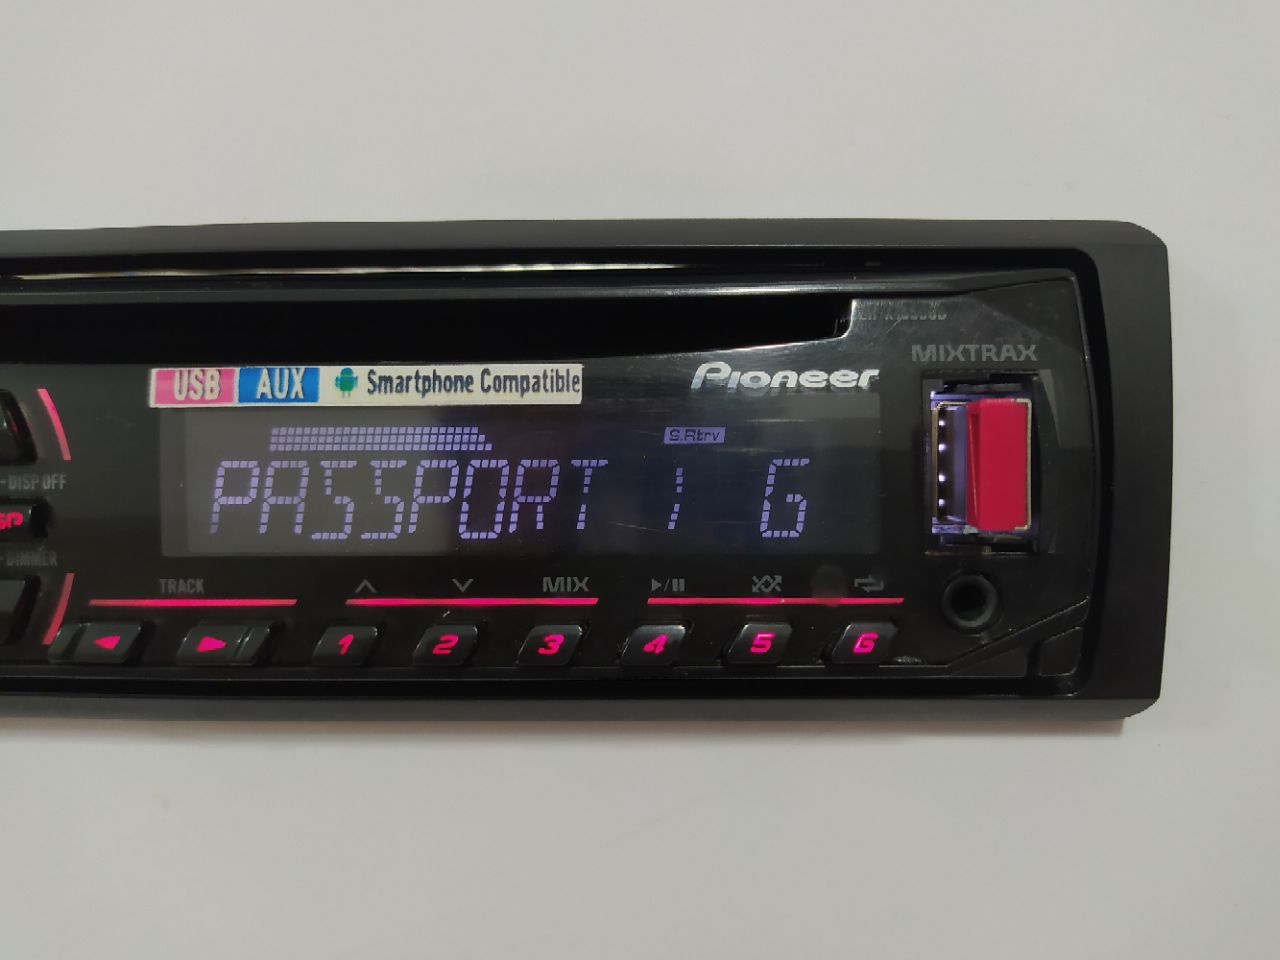 MIXTRAX
USB AUX Smartphone Compatible
Pioneer
S.Rtrv
PASSPORT 1 6
DISP OFF
DIMMER
TRACK
MIX
1 2 3 4 5 6